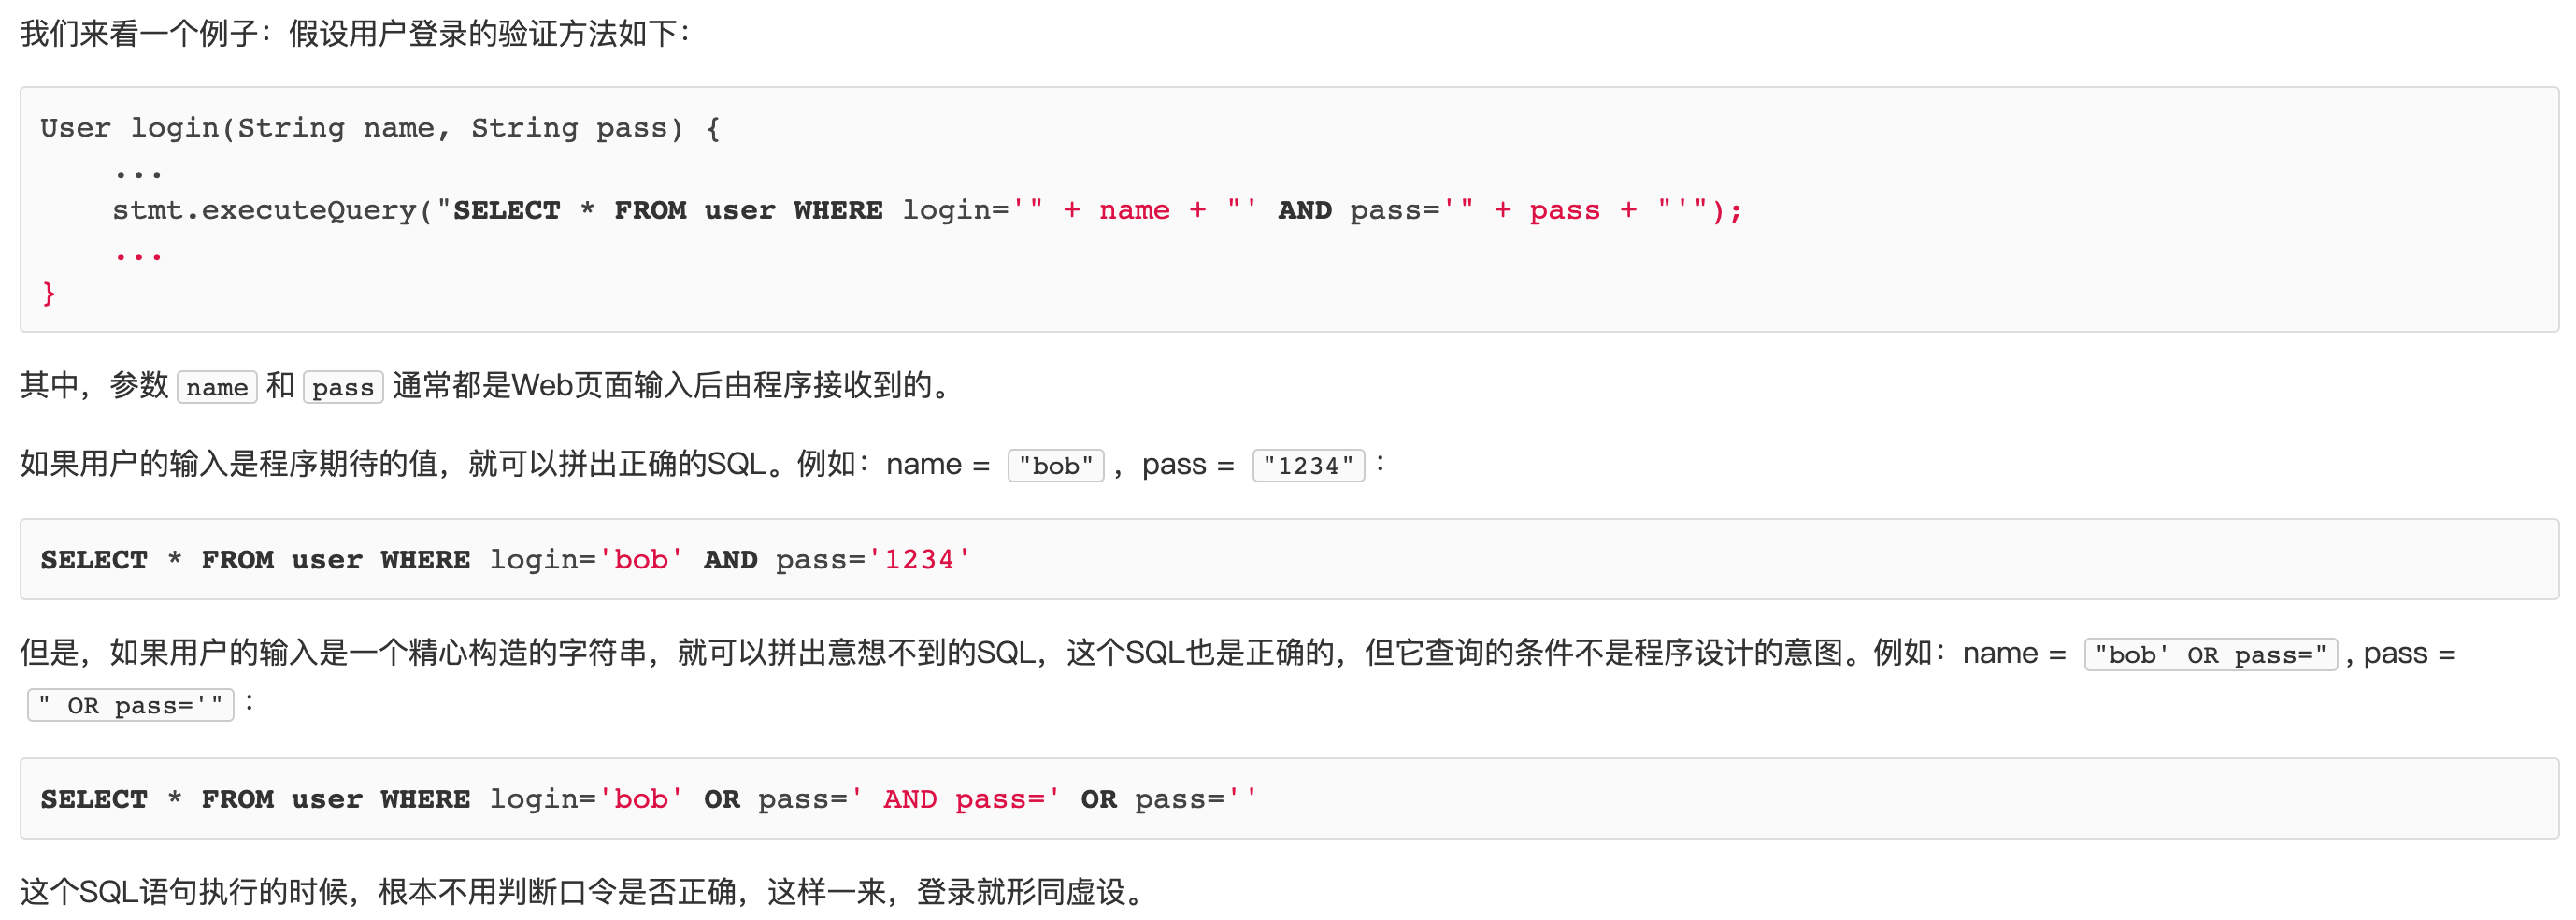 我们来看一个例子：假设用户登录的验证方法如下：
User login(String name, String pass) {
    ...
    stmt.executeQuery("SELECT * FROM user WHERE login='" + name + "' AND pass='" + pass + "'");
    ...
}
其中，参数 name 和 pass 通常都是Web页面输入后由程序接收到的。
如果用户的输入是程序期待的值，就可以拼出正确的SQL。例如：name = "bob"，pass = "1234"：
SELECT * FROM user WHERE login='bob' AND pass='1234'
但是，如果用户的输入是一个精心构造的字符串，就可以拼出意想不到的SQL，这个SQL也是正确的，但它查询的条件不是程序设计的意图。例如：name = "bob' OR pass=", pass =
" OR pass='"：
SELECT * FROM user WHERE login='bob' OR pass=' AND pass=' OR pass=''
这个SQL语句执行的时候，根本不用判断口令是否正确，这样一来，登录就形同虚设。